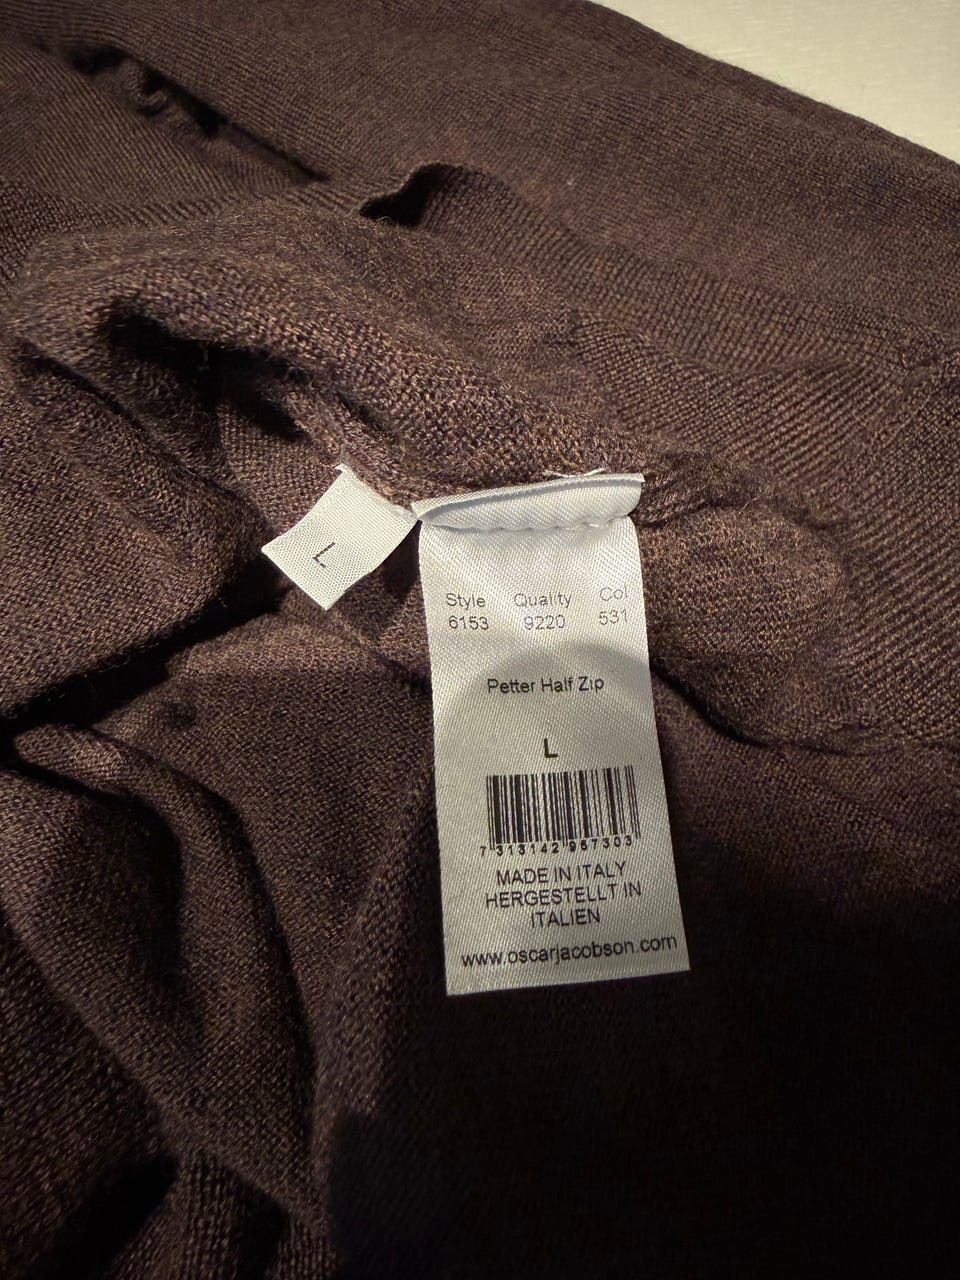 L
Style Quality Col
6153 9220 531
Petter Half Zip
L
7 313142 957303
MADE IN ITALY
HERGESTELLT IN
ITALIEN
www.oscarjacobson.com